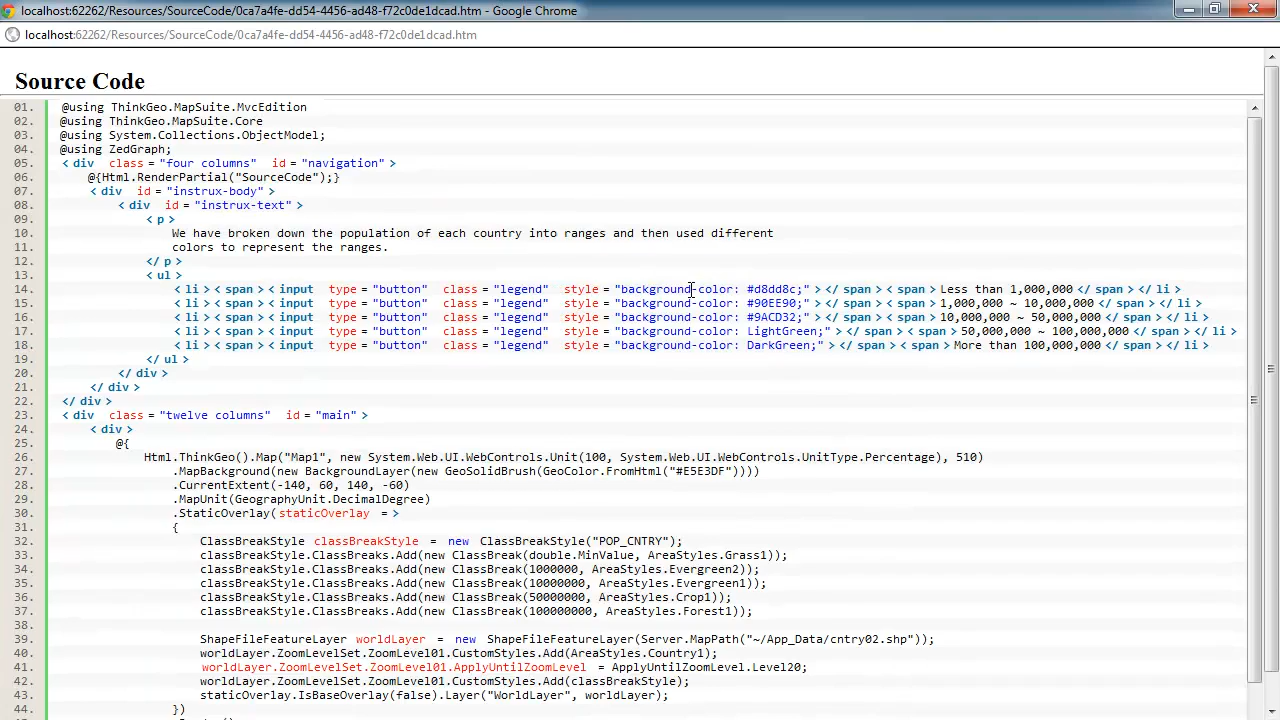 localhost:62262/Resources/SourceCode/0ca7a4fe-dd54-4456-ad48-f72c0de1dcad.htm - Google Chrome
localhost:62262/Resources/SourceCode/0ca7a4fe-dd54-4456-ad48-f72c0de1dcad.htm
Source Code
01. @using ThinkGeo.MapSuite.MvcEdition
02. @using ThinkGeo.MapSuite.Core
03. @using System.Collections.ObjectModel;
04. @using ZedGraph;
05. < div class = "four columns" id = "navigation" >
06. @{Html.RenderPartial("SourceCode");}
07. < div id = "instrux-body" >
08. < div id = "instrux-text" >
09. < p >
10. We have broken down the population of each country into ranges and then used different
11. colors to represent the ranges.
12. </ p >
13. < ul >
14. < li > < span > < input type = "button" class = "legend" style = "background-color: #d8dd8c;" > </ span > < span > Less than 1,000,000 </ span > </ li >
15. < li > < span > < input type = "button" class = "legend" style = "background-color: #90EE90;" > </ span > < span > 1,000,000 ~ 10,000,000 </ span > </ li >
16. < li > < span > < input type = "button" class = "legend" style = "background-color: #9ACD32;" > </ span > < span > 10,000,000 ~ 50,000,000 </ span > </ li >
17. < li > < span > < input type = "button" class = "legend" style = "background-color: LightGreen;" > </ span > < span > 50,000,000 ~ 100,000,000 </ span > </ li >
18. < li > < span > < input type = "button" class = "legend" style = "background-color: DarkGreen;" > </ span > < span > More than 100,000,000 </ span > </ li >
19. </ ul >
20. </ div >
21. </ div >
22. </ div >
23. < div class = "twelve columns" id = "main" >
24. < div >
25. @{
26. Html.ThinkGeo().Map("Map1", new System.Web.UI.WebControls.Unit(100, System.Web.UI.WebControls.UnitType.Percentage), 510)
27. .MapBackground(new BackgroundLayer(new GeoSolidBrush(GeoColor.FromHtml("#E5E3DF"))))
28. .CurrentExtent(-140, 60, 140, -60)
29. .MapUnit(GeographyUnit.DecimalDegree)
30. .StaticOverlay(staticOverlay = >
31. {
32. ClassBreakStyle classBreakStyle = new ClassBreakStyle("POP_CNTRY");
33. classBreakStyle.ClassBreaks.Add(new ClassBreak(double.MinValue, AreaStyles.Grass1));
34. classBreakStyle.ClassBreaks.Add(new ClassBreak(1000000, AreaStyles.Evergreen2));
35. classBreakStyle.ClassBreaks.Add(new ClassBreak(10000000, AreaStyles.Evergreen1));
36. classBreakStyle.ClassBreaks.Add(new ClassBreak(50000000, AreaStyles.Crop1));
37. classBreakStyle.ClassBreaks.Add(new ClassBreak(100000000, AreaStyles.Forest1));
38.
39. ShapeFileFeatureLayer worldLayer = new ShapeFileFeatureLayer(Server.MapPath("~/App_Data/cntry02.shp"));
40. worldLayer.ZoomLevelSet.ZoomLevel01.CustomStyles.Add(AreaStyles.Country1);
41. worldLayer.ZoomLevelSet.ZoomLevel01.ApplyUntilZoomLevel = ApplyUntilZoomLevel.Level20;
42. worldLayer.ZoomLevelSet.ZoomLevel01.CustomStyles.Add(classBreakStyle);
43. staticOverlay.IsBaseOverlay(false).Layer("WorldLayer", worldLayer);
44. })